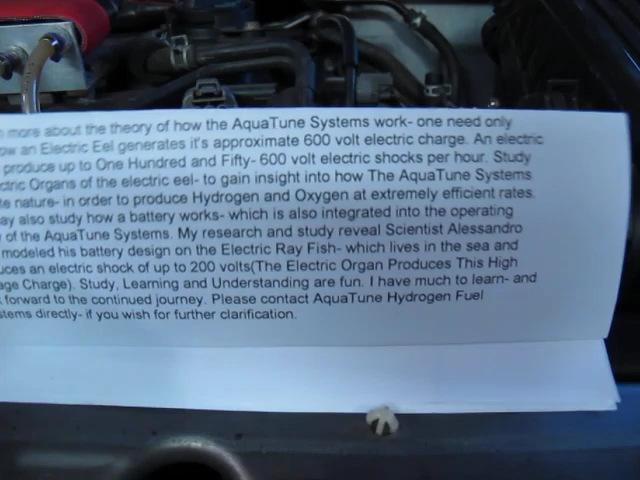 more about the theory of how the AquaTune Systems work- one need only
an Electric Eel generates it's approximate 600 volt electric charge. An electric
produce up to One Hundred and Fifty- 600 volt electric shocks per hour. Study
Organs of the electric eel- to gain insight into how The AquaTune Systems
nature- in order to produce Hydrogen and Oxygen at extremely efficient rates.
also study how a battery works- which is also integrated into the operating
of the AquaTune Systems. My research and study reveal Scientist Alessandro
modeled his battery design on the Electric Ray Fish- which lives in the sea and
an electric shock of up to 200 volts(The Electric Organ Produces This High
Charge). Study, Learning and Understanding are fun. I have much to learn- and
forward to the continued journey. Please contact AquaTune Hydrogen Fuel
directly- if you wish for further clarification.